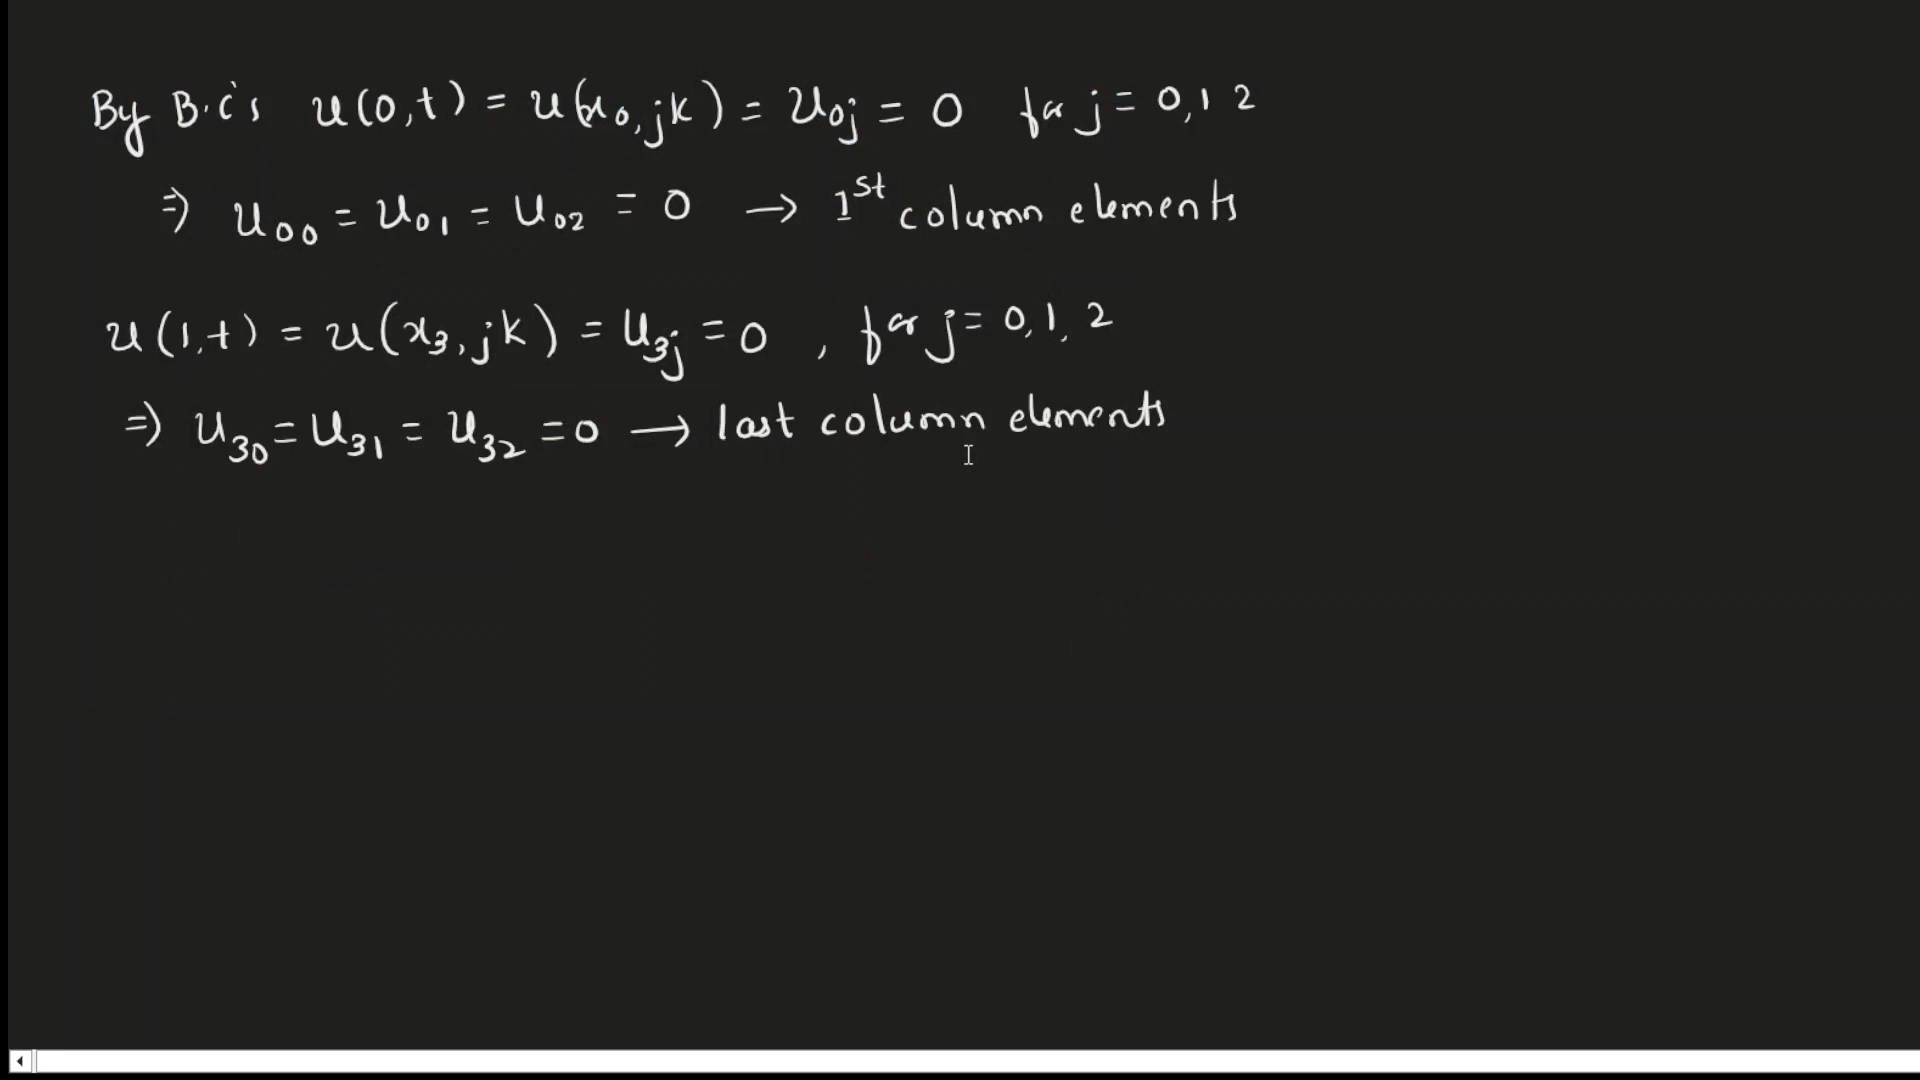 By B.C's u(0,t) = u(x₀,jk) = u₀j = 0 for j = 0,1 2
⇒ u₀₀ = u₀₁ = u₀₂ = 0 → 1st column elements
u(1,t) = u(x₃,jk) = u₃j = 0 , for j = 0,1,2
⇒ u₃₀ = u₃₁ = u₃₂ = 0 → last column elements